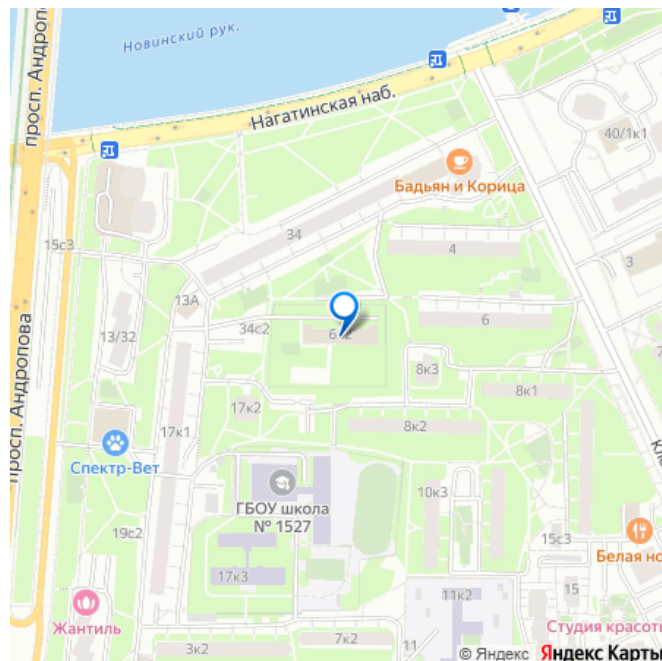 Новинский рук.
просп. Андропова
Нагатинская наб.
40/1к1
Бадьян и Корица
34
4
15с3
3
13А
6
34с2
13/32
8к3
8к1
17к2
8к2
просп. Андропова
17к1
Спектр-Вет
ГБОУ школа
№ 1527
10к3
19с2
15с3
Белая но
17к3
15
11к2
Жантиль
Студия красоты
7к2
11
3к2
© Яндекс Яндекс Карты